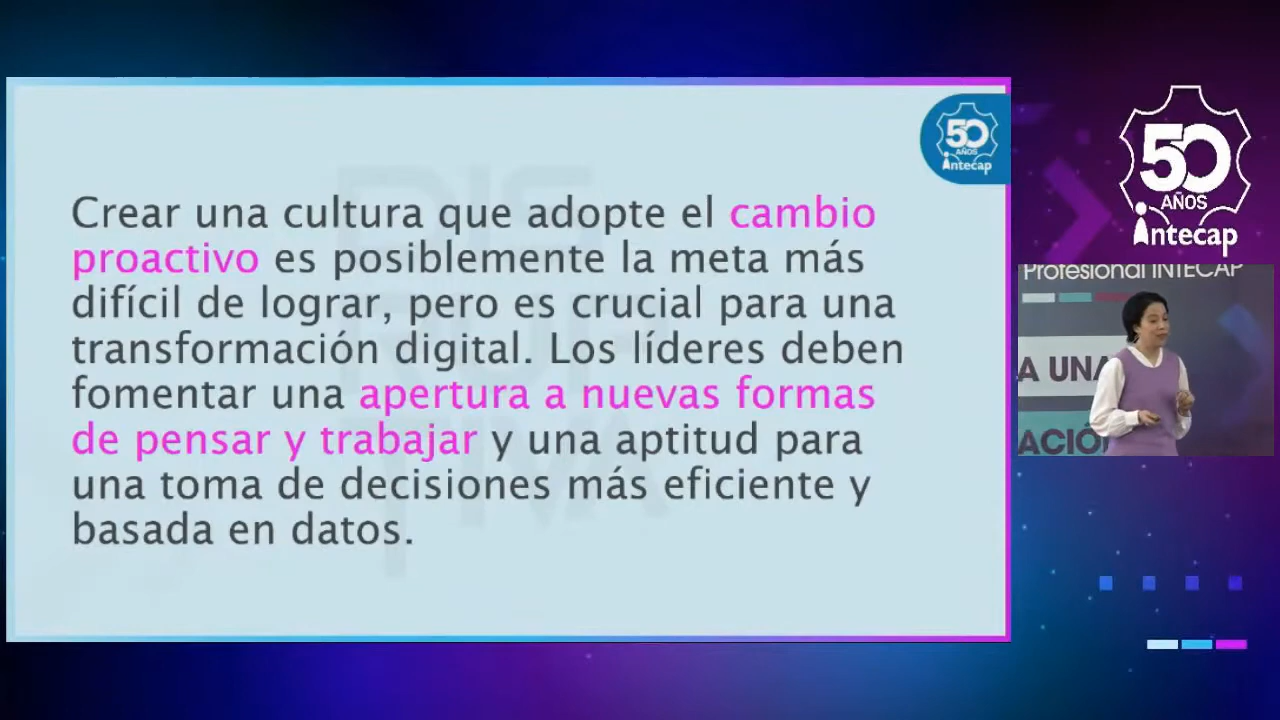 50
AÑOS
intecap
Crear una cultura que adopte el cambio
proactivo es posiblemente la meta más
difícil de lograr, pero es crucial para una
transformación digital. Los líderes deben
fomentar una apertura a nuevas formas
de pensar y trabajar y una aptitud para
una toma de decisiones más eficiente y
basada en datos.
50
AÑOS
intecap
Profesional INTECAP
A UNA
ACIÓ